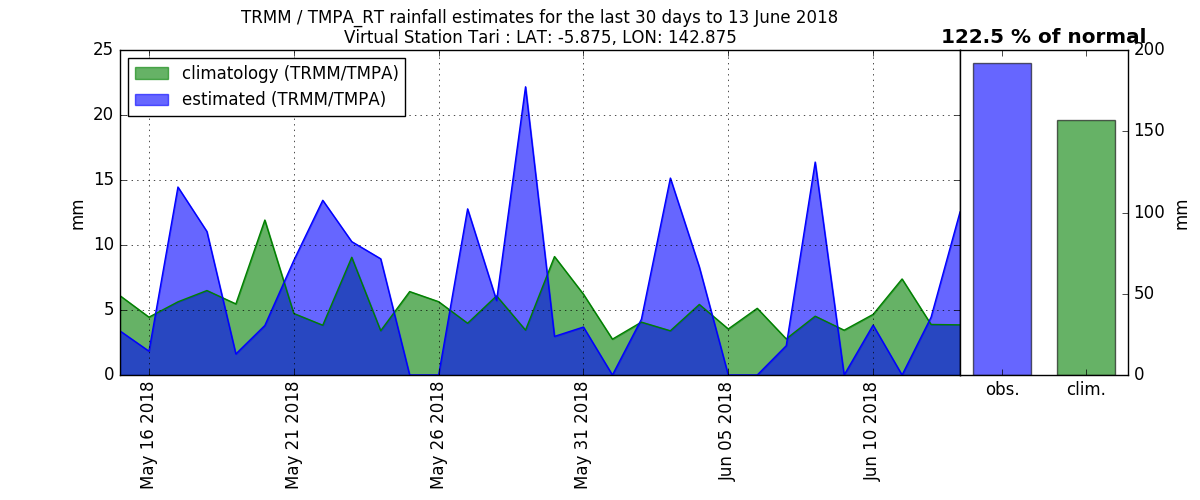 TRMM / TMPA_RT rainfall estimates for the last 30 days to 13 June 2018
Virtual Station Tari : LAT: -5.875, LON: 142.875
122.5 % of normal
climatology (TRMM/TMPA)
estimated (TRMM/TMPA)
25
20
15
10
5
0
mm
May 16 2018
May 21 2018
May 26 2018
May 31 2018
Jun 05 2018
Jun 10 2018
200
150
100
50
0
mm
obs.
clim.